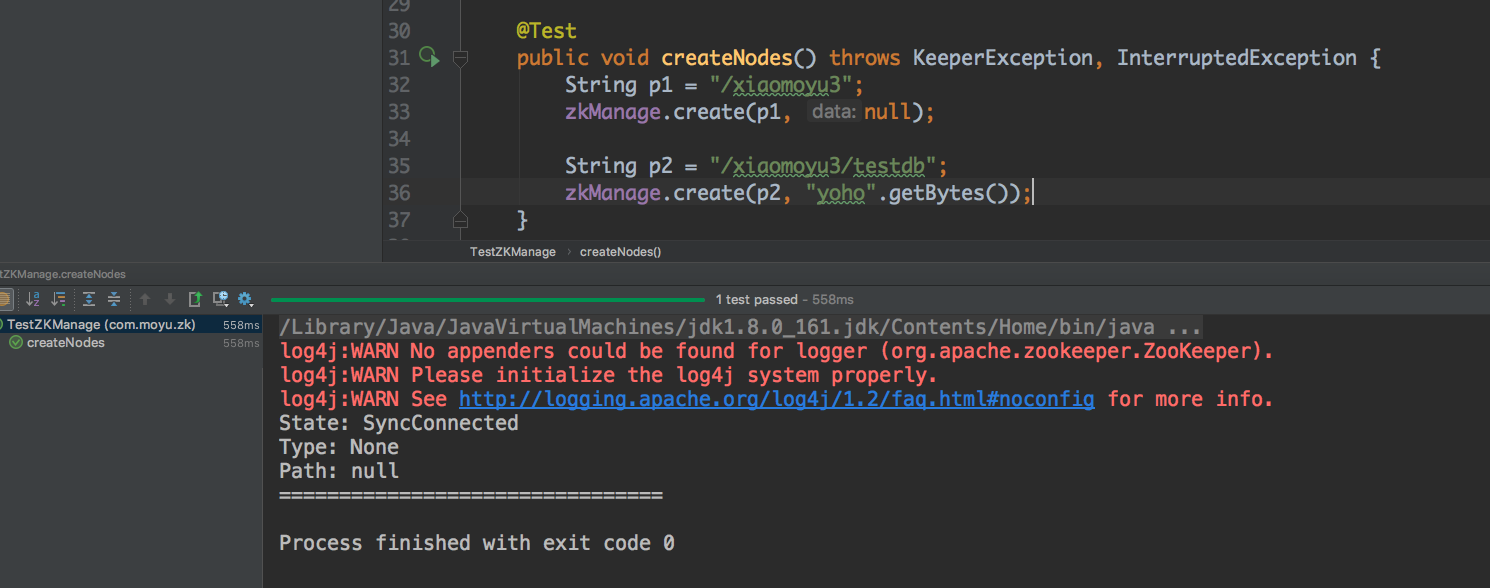 29
30 @Test
31 public void createNodes() throws KeeperException, InterruptedException {
32 String p1 = "/xiaomoyu3";
33 zkManage.create(p1, data: null);
34
35 String p2 = "/xiaomoyu3/testdb";
36 zkManage.create(p2, "yoho".getBytes());
37 }
TestZKManage › createNodes()
tZKManage.createNodes
1 test passed - 558ms
TestZKManage (com.moyu.zk) 558ms
createNodes 558ms
/Library/Java/JavaVirtualMachines/jdk1.8.0_161.jdk/Contents/Home/bin/java ...
log4j:WARN No appenders could be found for logger (org.apache.zookeeper.ZooKeeper).
log4j:WARN Please initialize the log4j system properly.
log4j:WARN See http://logging.apache.org/log4j/1.2/faq.html#noconfig for more info.
State: SyncConnected
Type: None
Path: null
================================
Process finished with exit code 0